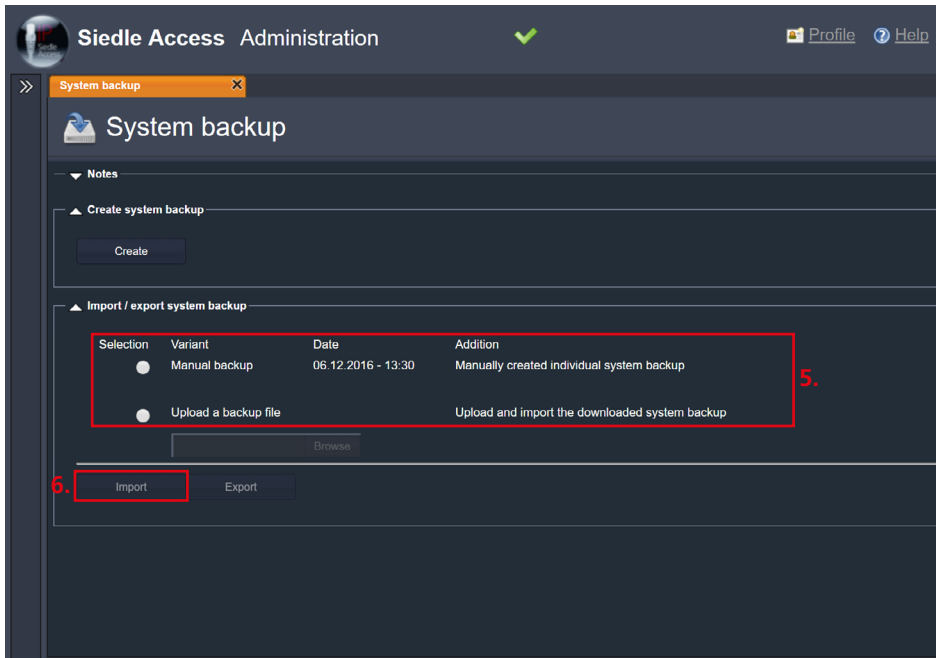 Siedle Access Administration
Profile
Help
System backup
System backup
Notes
Create system backup
Create
Import / export system backup
Selection Variant Date Addition
Manual backup 06.12.2016 - 13:30 Manually created individual system backup
5.
Upload a backup file Upload and import the downloaded system backup
Browse
6. Import Export